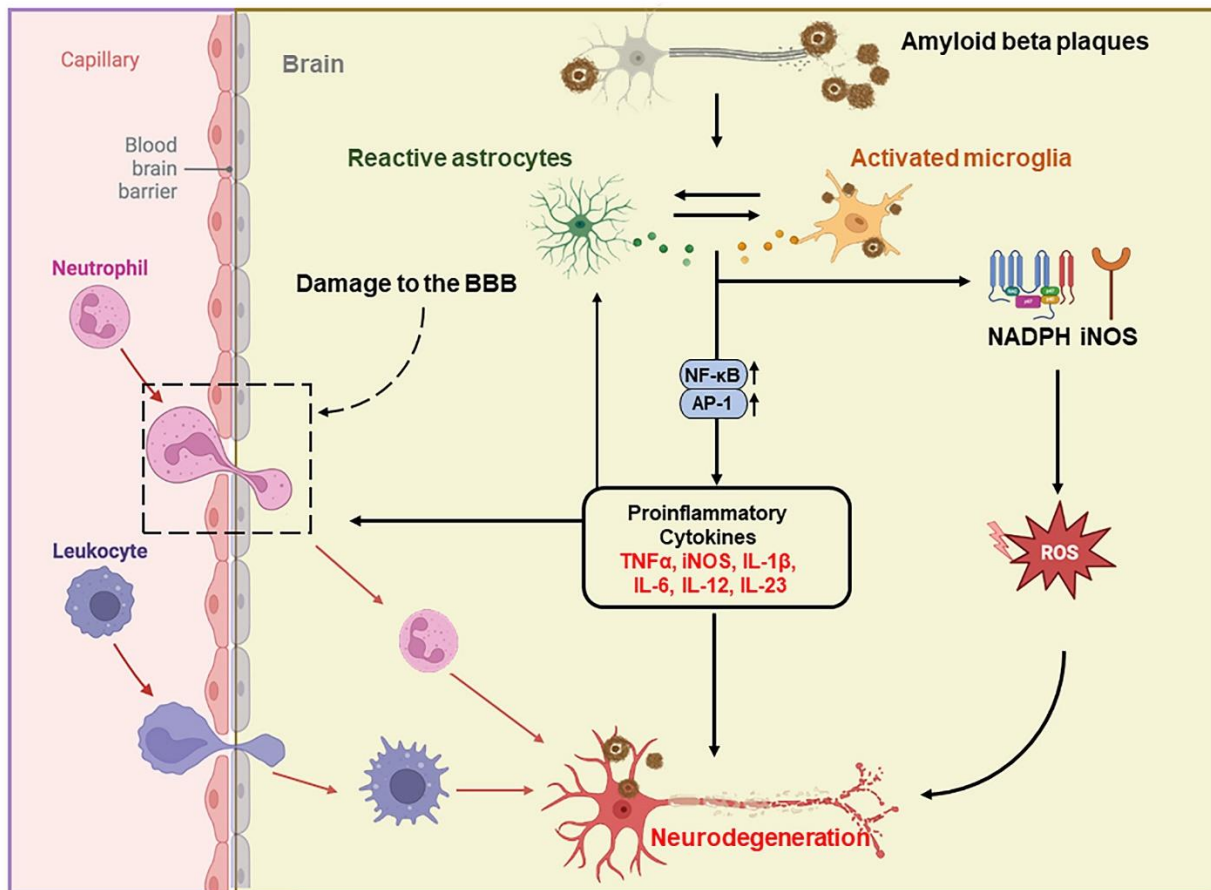 Capillary
Brain
Amyloid beta plaques
Blood
brain
barrier
Reactive astrocytes
Activated microglia
Neutrophil
Damage to the BBB
NADPH iNOS
NF-κB
AP-1
Proinflammatory
Cytokines
TNFα, iNOS, IL-1β,
IL-6, IL-12, IL-23
ROS
Leukocyte
Neurodegeneration